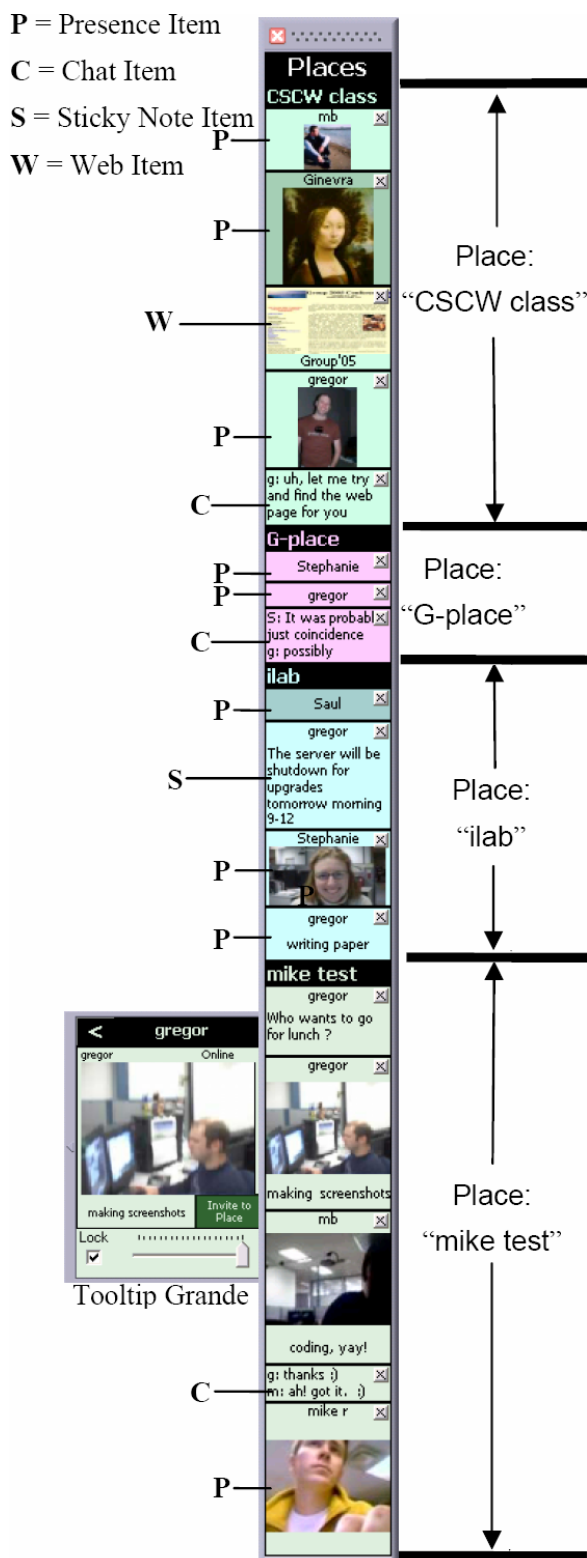 P = Presence Item
C = Chat Item
S = Sticky Note Item
W = Web Item
Places
CSCW class
mb
P
Ginevra
P
W
Group'05
gregor
P
g: uh, let me try
and find the web
page for you
C
Place:
“CSCW class”
G-place
Stephanie
P
gregor
P
S: It was probabl
just coincidence
g: possibly
C
Place:
“G-place”
ilab
Saul
P
gregor
The server will be
shutdown for
upgrades
tomorrow morning
9-12
S
Stephanie
P
P
gregor
writing paper
P
Place:
“ilab”
mike test
gregor
Who wants to go
for lunch ?
gregor
making screenshots
mb
coding, yay!
g: thanks :)
m: ah! got it. :)
C
mike r
P
Place:
“mike test”
< gregor
gregor Online
making screenshots
Invite to
Place
Lock
Tooltip Grande